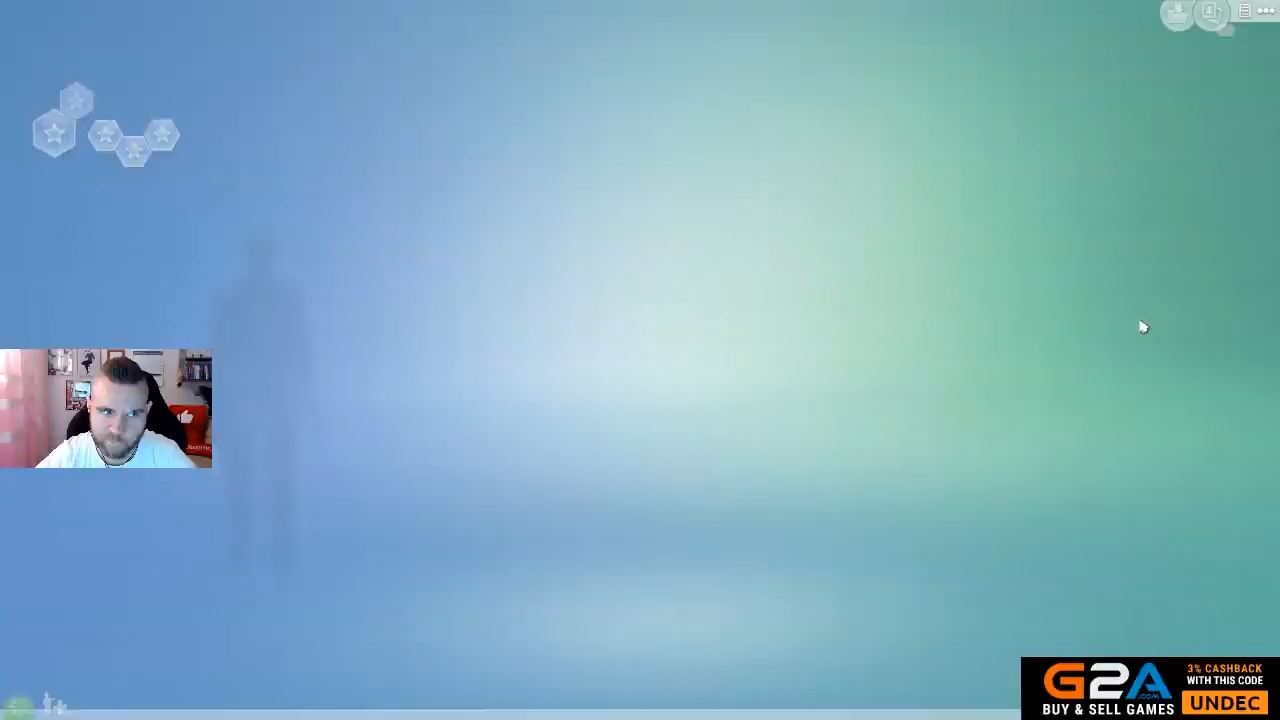 G2A
.COM
BUY & SELL GAMES
3% CASHBACK
WITH THIS CODE
UNDEC